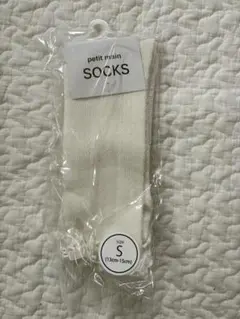 petit main
SOCKS
Size
S
(13cm-15cm)